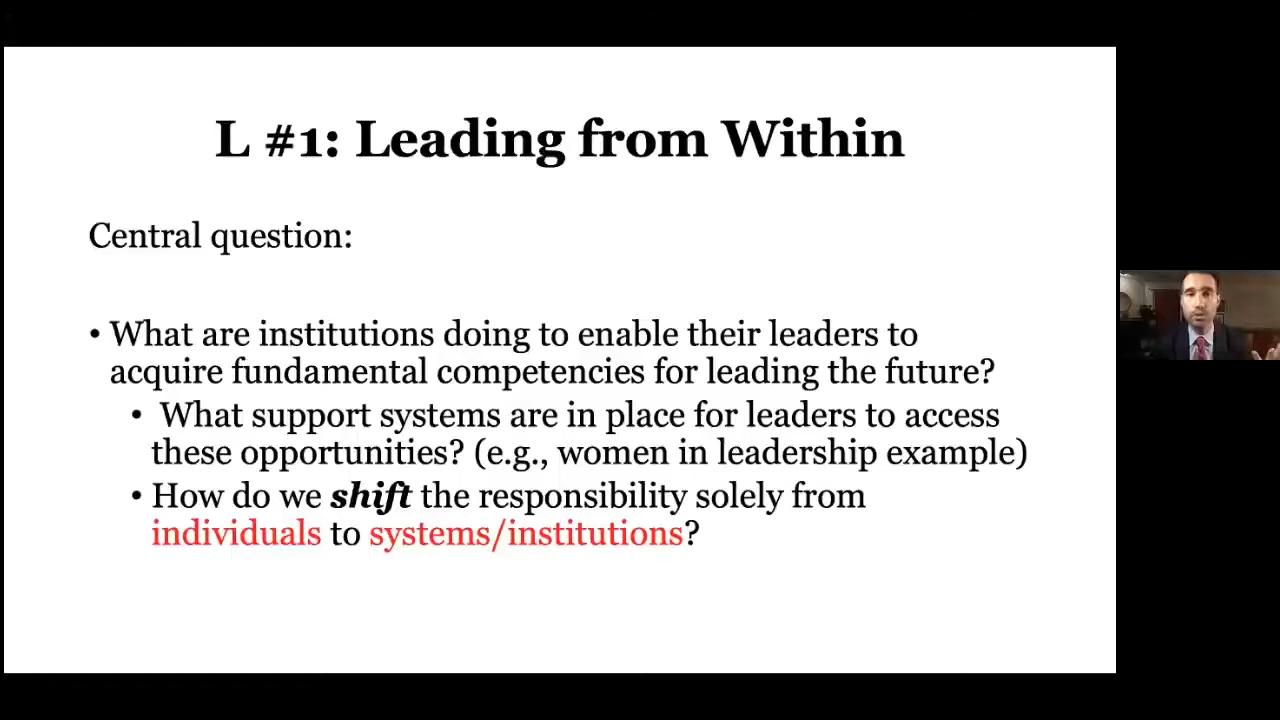 L #1: Leading from Within
Central question:
• What are institutions doing to enable their leaders to
acquire fundamental competencies for leading the future?
• What support systems are in place for leaders to access
these opportunities? (e.g., women in leadership example)
• How do we shift the responsibility solely from
individuals to systems/institutions?